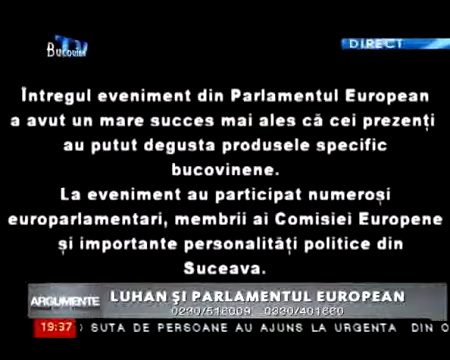 Bucovina TV
DIRECT
Întregul eveniment din Parlamentul European
a avut un mare succes mai ales că cei prezenți
au putut degusta produsele specific
bucovinene.
La eveniment au participat numeroși
europarlamentari, membrii ai Comisiei Europene
și importante personalități politice din
Suceava.
ARGUMENTE
LUHAN ȘI PARLAMENTUL EUROPEAN
0230/516009 0330/401660
19:37 O SUTA DE PERSOANE AU AJUNS LA URGENTA DIN